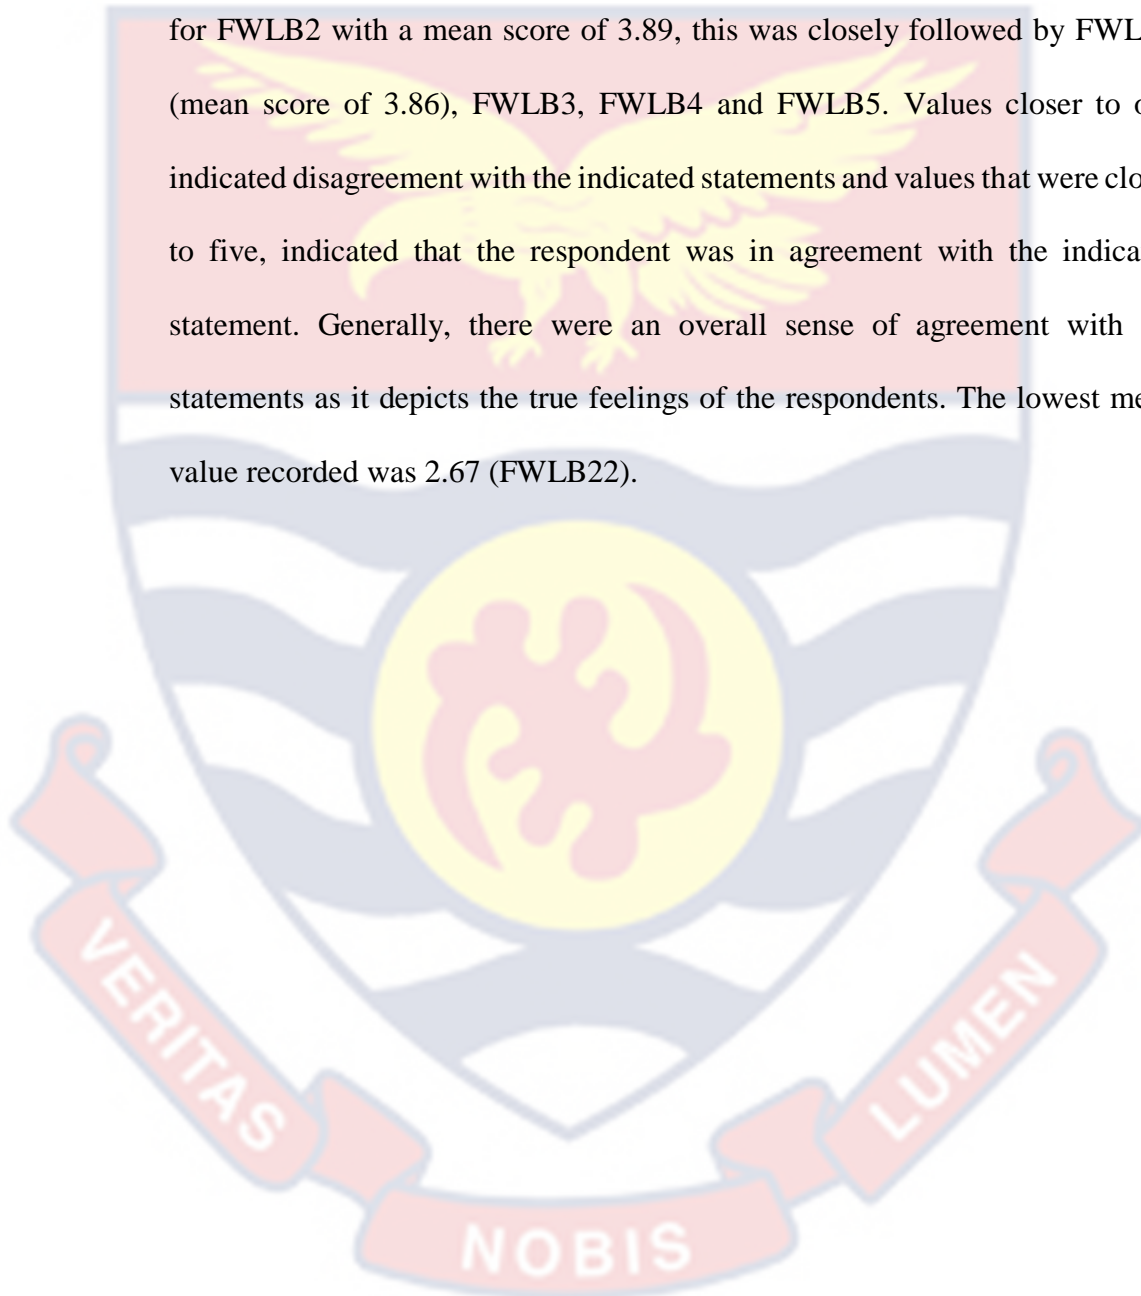 for FWLB2 with a mean score of 3.89, this was closely followed by
(mean score of 3.86), FWLB3, FWLB4 and FWLB5. Values closer to
indicated disagreement with the indicated statements and values that were
to five, indicated that the respondent was in agreement with the
statement. Generally, there were an overall sense of agreement with
statements as it depicts the true feelings of the respondents. The lowest
value recorded was 2.67 (FWLB22).
VERITAS
NOBIS
LUMEN